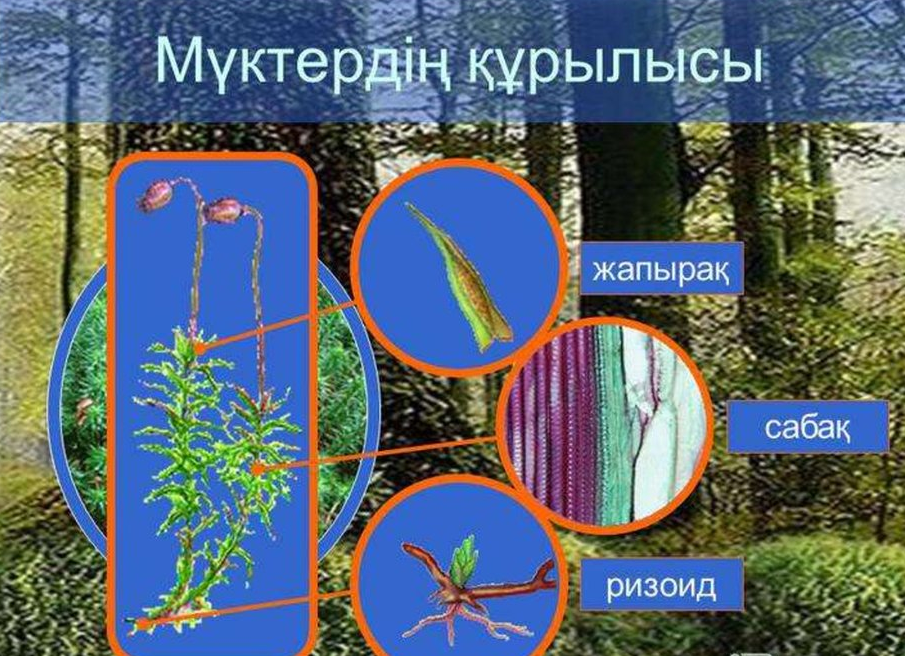 Мүктердің құрылысы
жапырақ
сабақ
ризоид